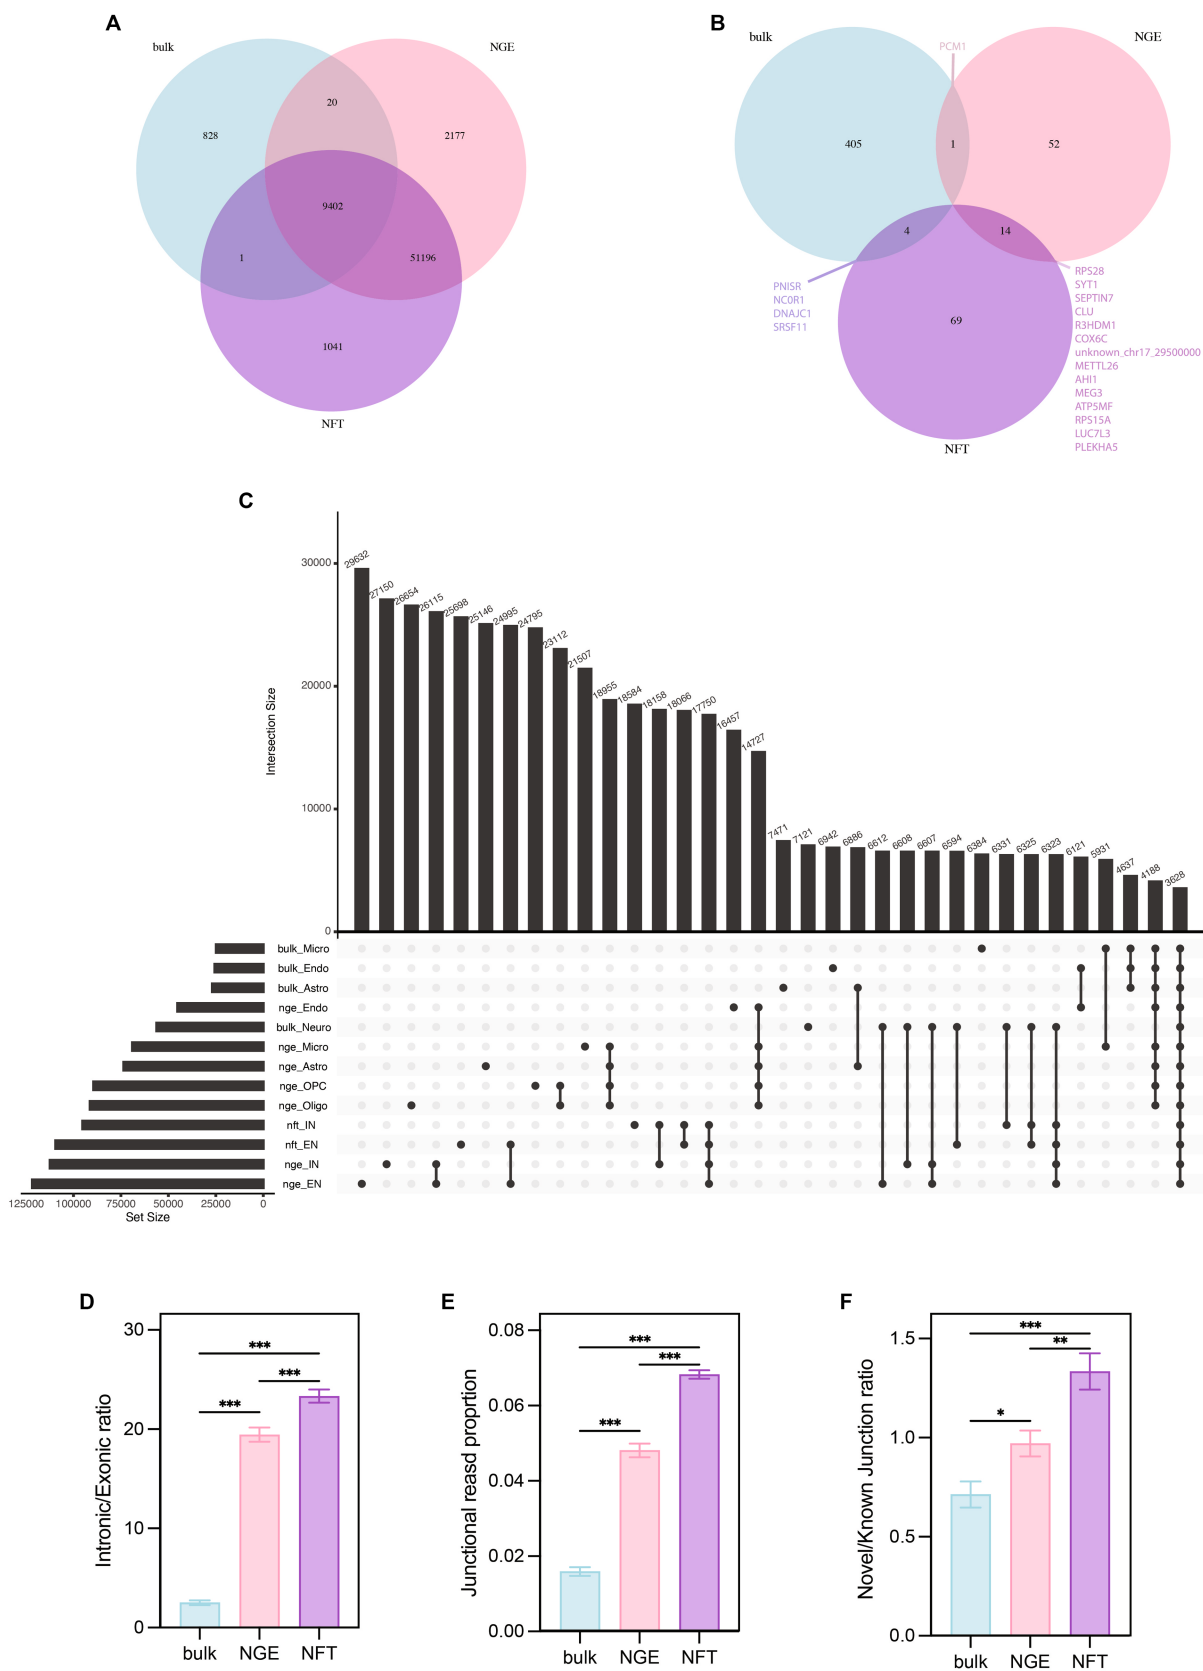 A
bulk
NGE
20
828
2177
9402
1
51196
1041
NFT
B
bulk
PCM1
NGE
405
1
52
4
14
PNISR
NC0R1
DNAJC1
SRSF11
69
RPS28
SYT1
SEPTIN7
CLU
R3HDM1
COX6C
unknown_chr17_29500000
METTL26
AHI1
MEG3
ATP5MF
RPS15A
LUC7L3
PLEKHA5
NFT
C
Intersection Size
30000
20000
10000
0
29632
27150
26654
26115
25698
25146
24995
24795
23112
21507
18955
18584
18158
18066
17750
16457
14727
7471
7121
6942
6886
6612
6608
6607
6594
6384
6331
6325
6323
6121
5931
4637
4188
3628
bulk_Micro
bulk_Endo
bulk_Astro
nge_Endo
bulk_Neuro
nge_Micro
nge_Astro
nge_OPC
nge_Oligo
nft_IN
nft_EN
nge_IN
nge_EN
125000 100000 75000 50000 25000 0
Set Size
D
Intronic/Exonic ratio
30
20
10
0
***
***
***
bulk NGE NFT
E
Junctional reasd proprtion
0.08
0.06
0.04
0.02
0.00
***
***
***
bulk NGE NFT
F
Novel/Known Junction ratio
1.5
1.0
0.5
0.0
***
**
*
bulk NGE NFT